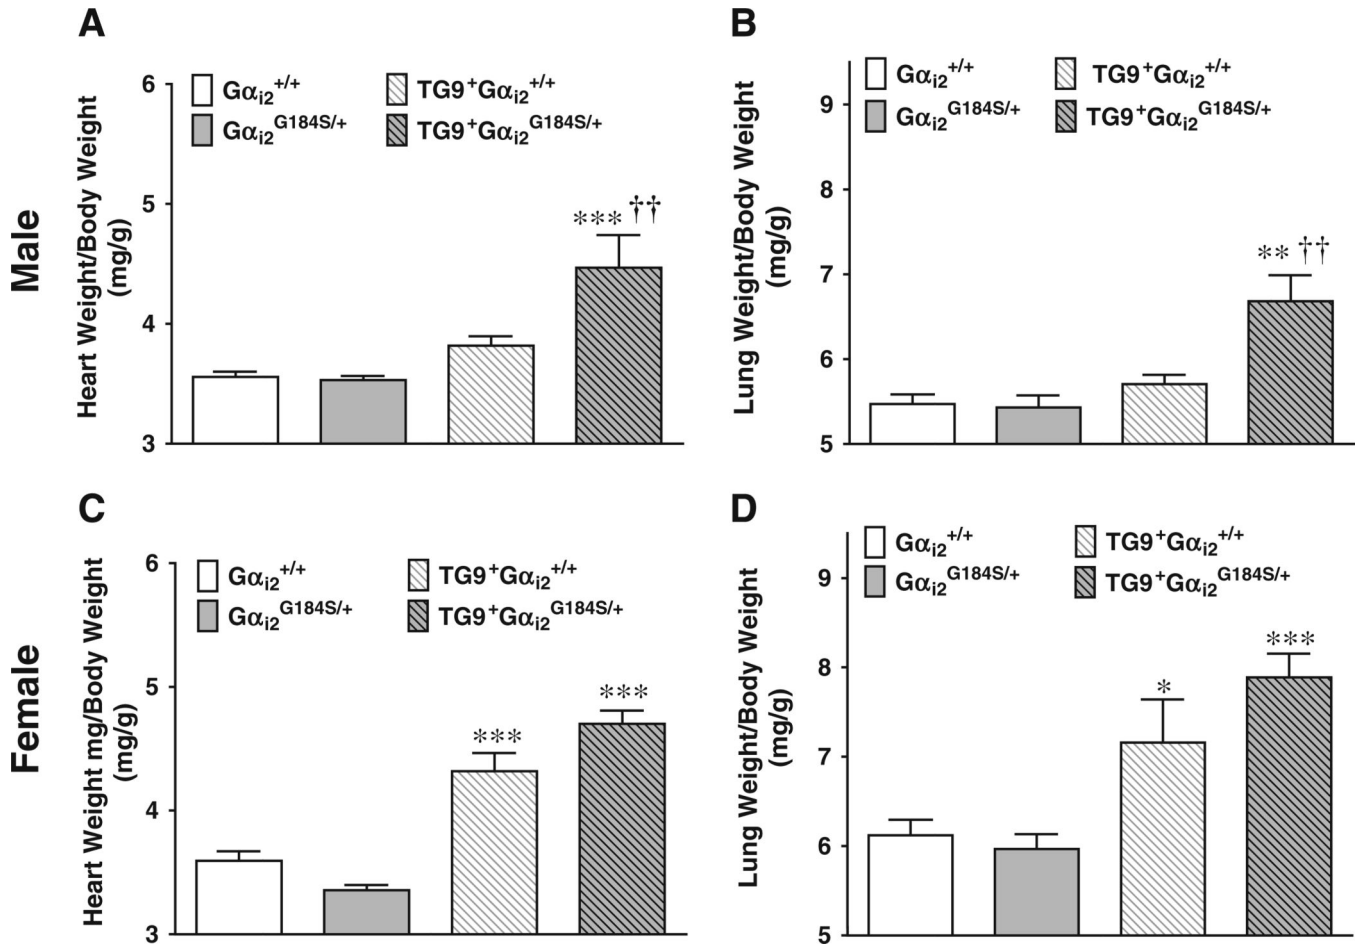 A
6
5
4
3
Heart Weight/Body Weight
(mg/g)
Gαi2+/+
Gαi2G184S/+
TG9+Gαi2+/+
TG9+Gαi2G184S/+
***††
B
9
8
7
6
5
Lung Weight/Body Weight
(mg/g)
Gαi2+/+
Gαi2G184S/+
TG9+Gαi2+/+
TG9+Gαi2G184S/+
**††
Male
C
6
5
4
3
Heart Weight mg/Body Weight
(mg/g)
Gαi2+/+
Gαi2G184S/+
TG9+Gαi2+/+
TG9+Gαi2G184S/+
***
***
D
9
8
7
6
5
Lung Weight/Body Weight
(mg/g)
Gαi2+/+
Gαi2G184S/+
TG9+Gαi2+/+
TG9+Gαi2G184S/+
*
***
Female